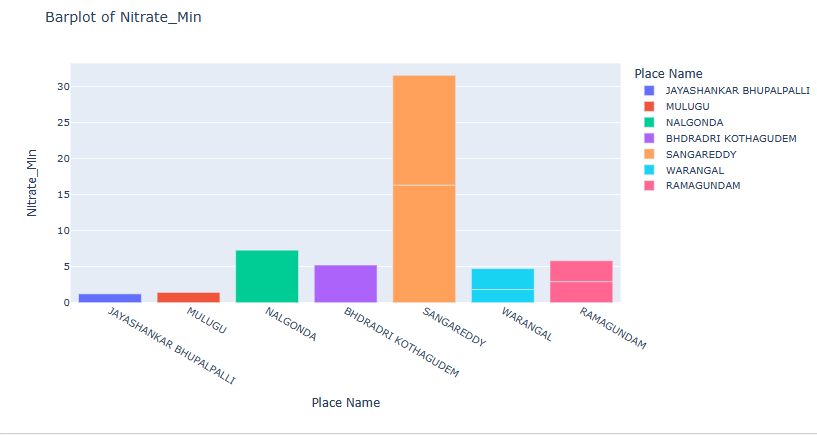 Barplot of Nitrate_Min
Nitrate_Min
30
25
20
15
10
5
0
JAYASHANKAR BHUPALPALLI
MULUGU
NALGONDA
BHDRADRI KOTHAGUDEM
SANGAREDDY
WARANGAL
RAMAGUNDAM
Place Name
Place Name
JAYASHANKAR BHUPALPALLI
MULUGU
NALGONDA
BHDRADRI KOTHAGUDEM
SANGAREDDY
WARANGAL
RAMAGUNDAM